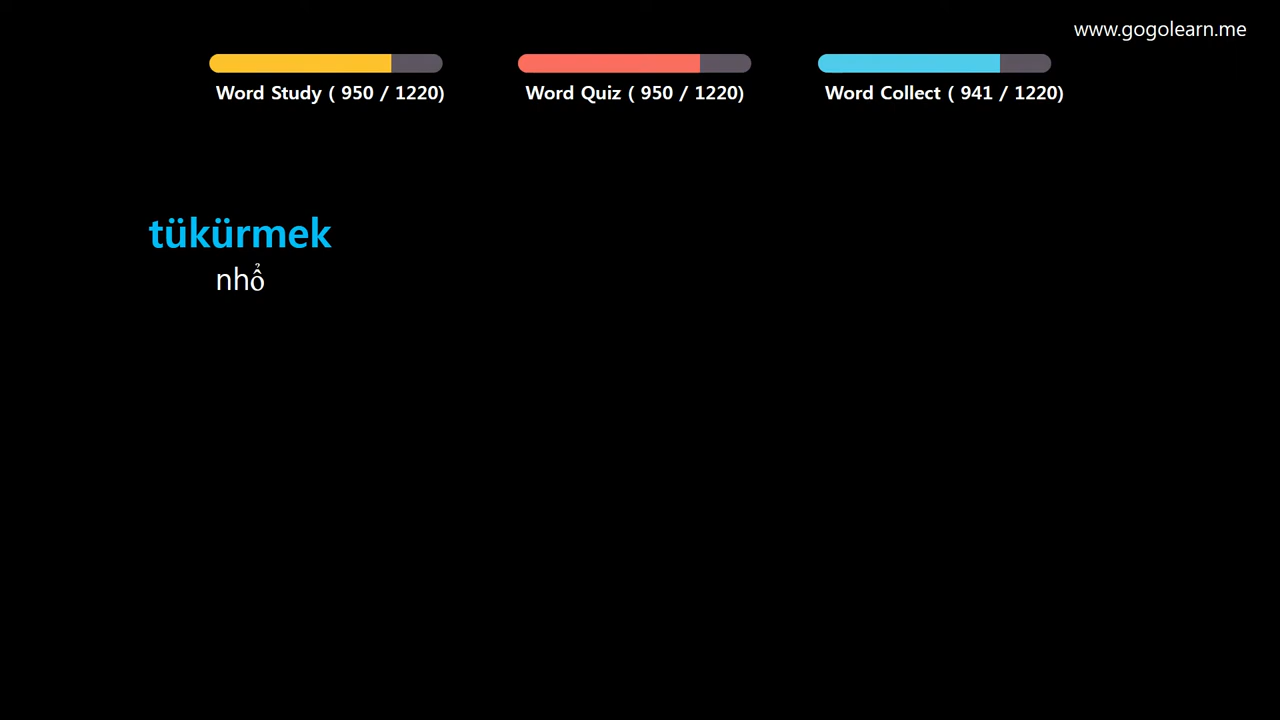 www.gogolearn.me
Word Study ( 950 / 1220)
Word Quiz ( 950 / 1220)
Word Collect ( 941 / 1220)
tükürmek
nhổ